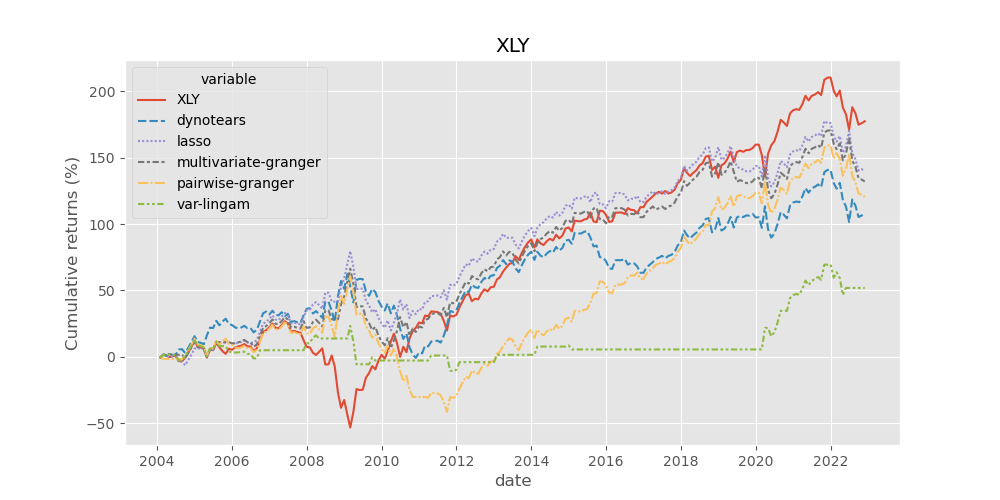 XLY
variable
XLY
dynotears
lasso
multivariate-granger
pairwise-granger
var-lingam
Cumulative returns (%)
200
150
100
50
0
−50
2004 2006 2008 2010 2012 2014 2016 2018 2020 2022
date